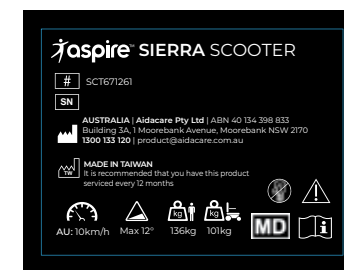 aspire™ SIERRA SCOOTER
# SCT671261
SN
AUSTRALIA | Aidacare Pty Ltd | ABN 40 134 398 833
Building 3A, 1 Moorebank Avenue, Moorebank NSW 2170
1300 133 120 | product@aidacare.com.au
MADE IN TAIWAN
TW It is recommended that you have this product
serviced every 12 months
kg kg
AU: 10km/h Max 12° 136kg 101kg MD